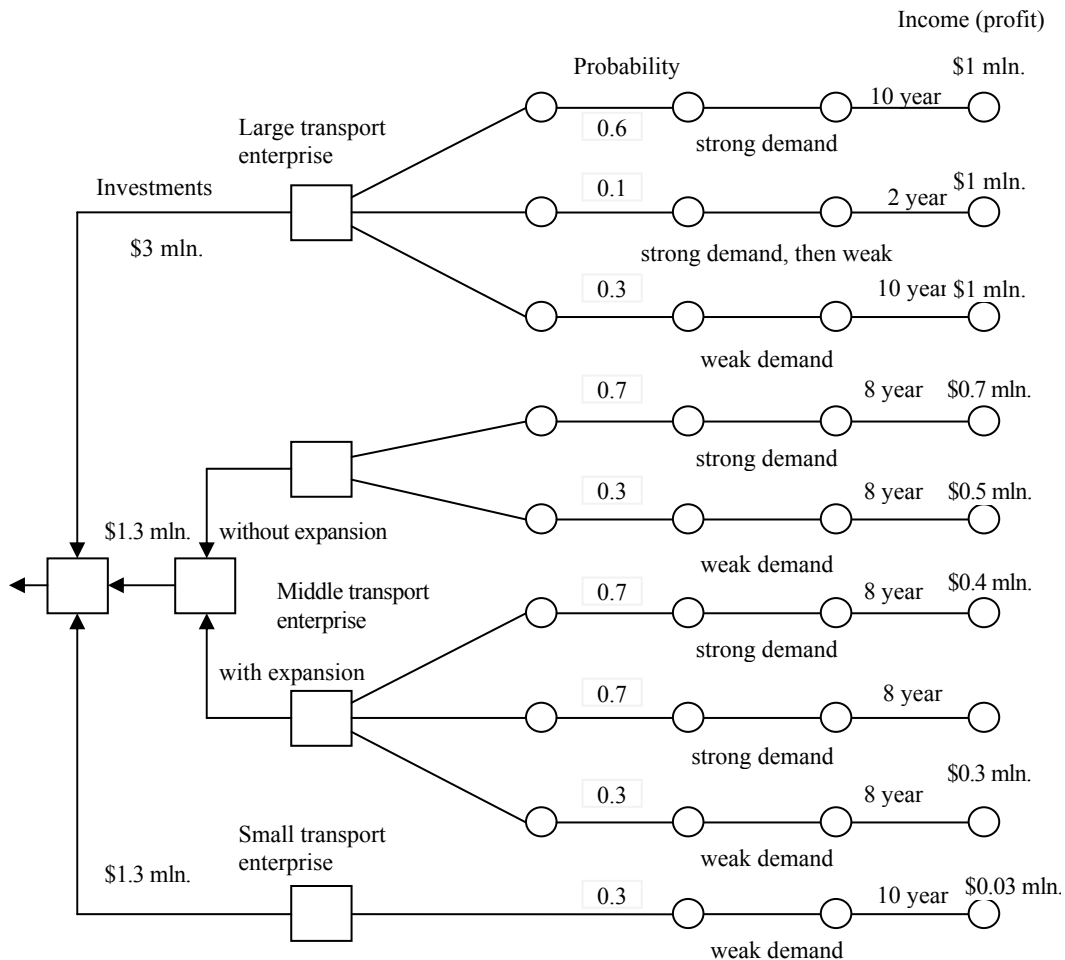 Income (profit)
Probability
$1 mln.
10 year
0.6
strong demand
Large transport
enterprise
Investments
$3 mln.
0.1
2 year
$1 mln.
strong demand, then weak
0.3
10 year
$1 mln.
weak demand
0.7
8 year
$0.7 mln.
strong demand
0.3
8 year
$0.5 mln.
weak demand
$1.3 mln.
without expansion
Middle transport
enterprise
with expansion
0.7
8 year
$0.4 mln.
strong demand
0.7
8 year
strong demand
$0.3 mln.
0.3
8 year
weak demand
Small transport
enterprise
$1.3 mln.
0.3
10 year
$0.03 mln.
weak demand